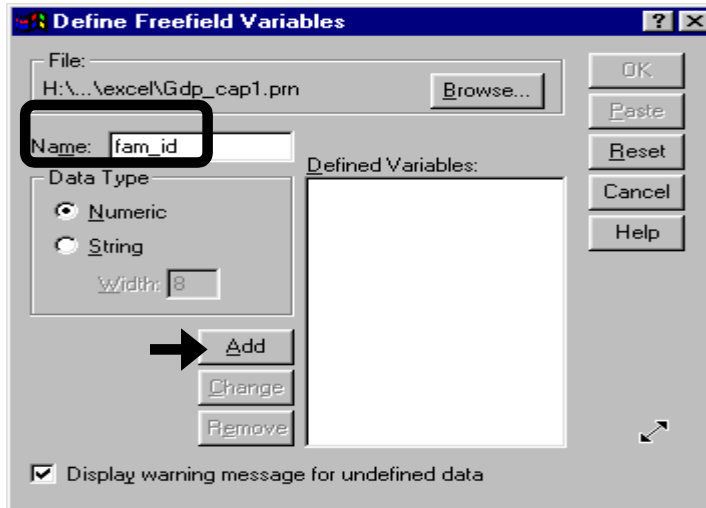 Define Freefield Variables
File:
H:\...\excel\Gdp_cap1.prn
Browse...
OK
Paste
Reset
Cancel
Help
Name: fam_id
Data Type
Numeric
String
Width: 8
Defined Variables:
Add
Change
Remove
Display warning message for undefined data